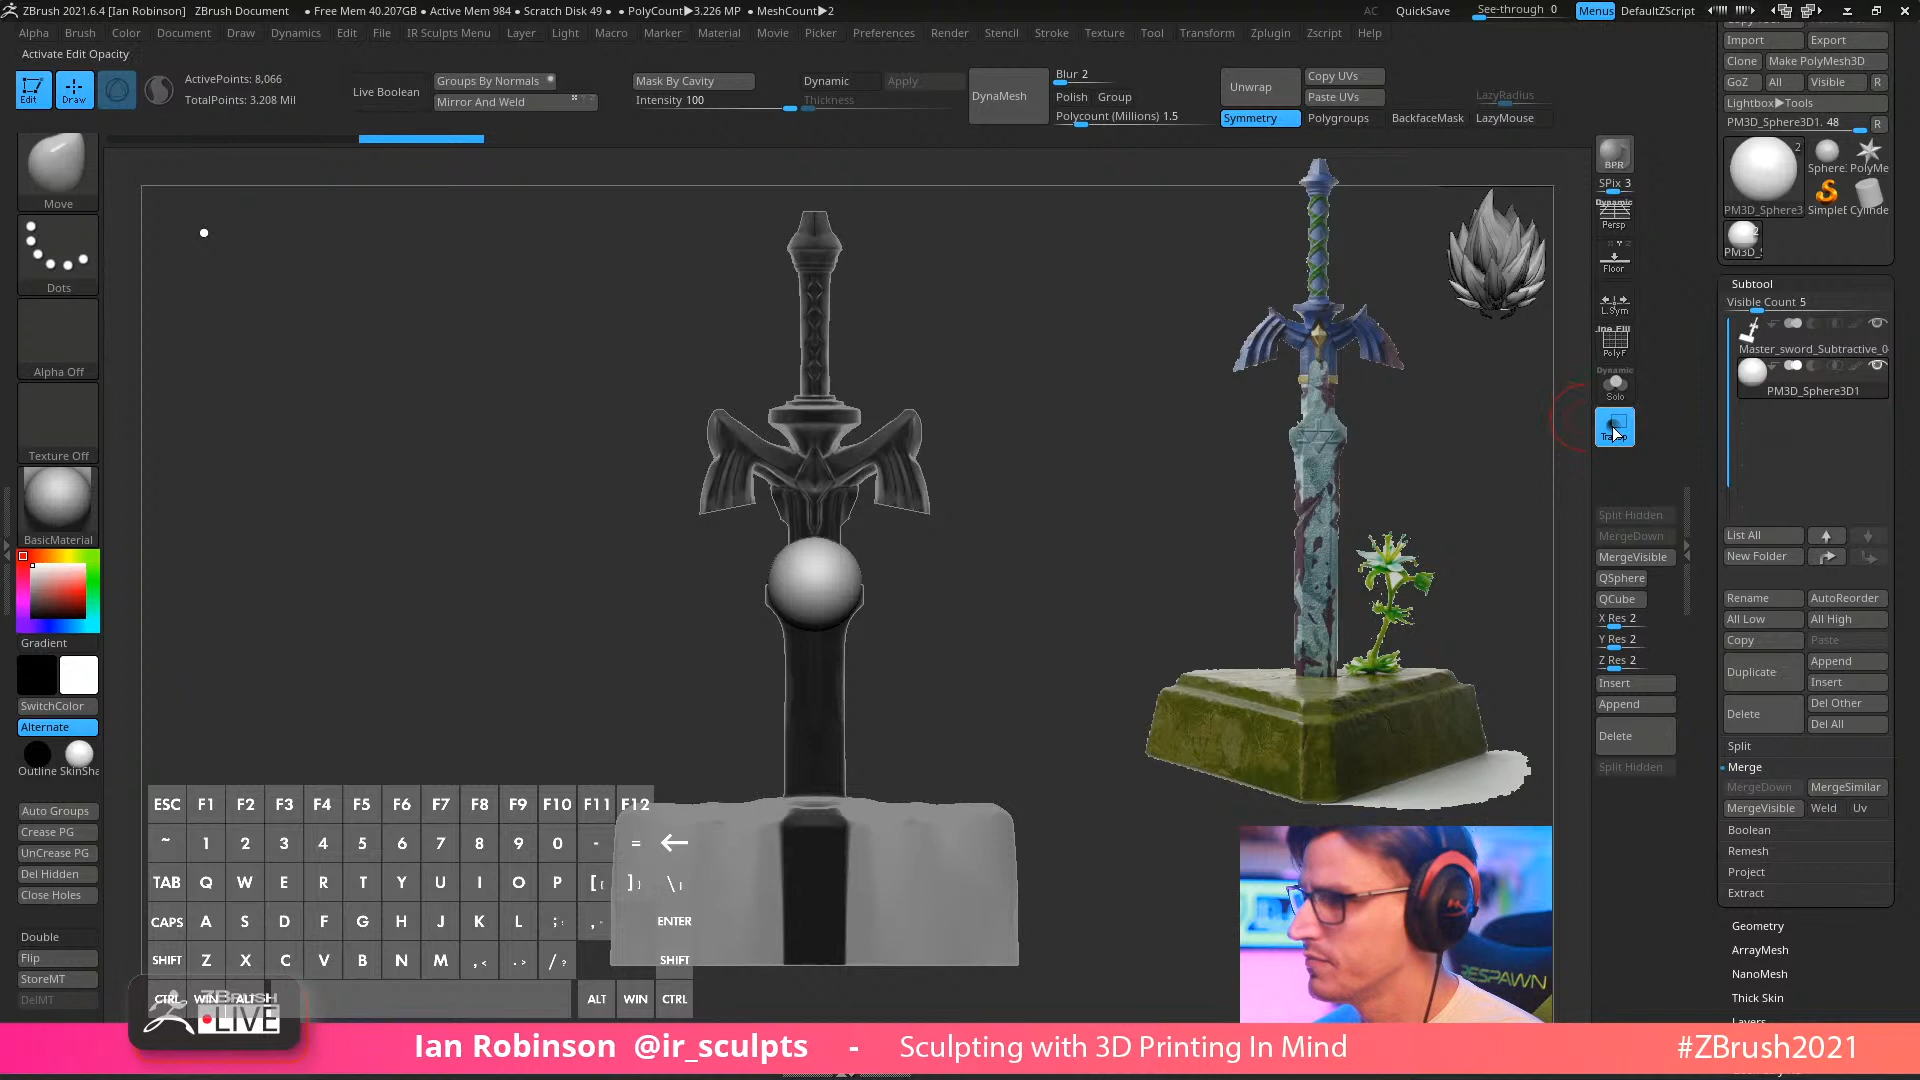 ZBrush 2021.6.4 [Ian Robinson] ZBrush Document • Free Mem 40.207GB • Active Mem 984 • Scratch Disk 49 • PolyCount▶3.226 MP • MeshCount▶2
AC QuickSave See-through 0 Menus DefaultZScript
Alpha Brush Color Document Draw Dynamics Edit File IR Sculpts Menu Layer Light Macro Marker Material Movie Picker Preferences Render Stencil Stroke Texture Tool Transform Zplugin Zscript Help
Activate Edit Opacity
Edit Draw
ActivePoints: 8,066
TotalPoints: 3.208 Mil
Live Boolean
Groups By Normals
Mirror And Weld
Mask By Cavity
Intensity 100
Dynamic Apply
Thickness
DynaMesh
Blur 2
Polish Group
Polycount (Millions) 1.5
Unwrap
Copy UVs
Paste UVs
Symmetry Polygroups BackfaceMask
LazyRadius
LazyMouse
Move
Dots
Alpha Off
Texture Off
BasicMaterial
Gradient
SwitchColor
Alternate
Outline SkinSha
Auto Groups
Crease PG
UnCrease PG
Del Hidden
Close Holes
Double
Flip
StoreMT
DelMT
BPR
SPix 3
Dynamic
Persp
Floor
L.Sym
PolyF
Dynamic
Solo
Split Hidden
MergeDown
MergeVisible
QSphere
QCube
X Res 2
Y Res 2
Z Res 2
Insert
Append
Delete
Split Hidden
Import Export
Clone Make PolyMesh3D
GoZ All Visible R
Lightbox▶Tools
PM3D_Sphere3D1. 48 R
2
Sphere PolyMe
PM3D_Sphere3 SimpleB Cylinde
2
PM3D_S
Subtool
Visible Count 5
Master_sword_Subtractive_0
PM3D_Sphere3D1
List All
New Folder
Rename AutoReorder
All Low All High
Copy Paste
Duplicate Append
Insert
Delete Del Other
Del All
Split
Merge
MergeDown MergeSimilar
MergeVisible Weld Uv
Boolean
Remesh
Project
Extract
Geometry
ArrayMesh
NanoMesh
Thick Skin
Layers
ESC F1 F2 F3 F4 F5 F6 F7 F8 F9 F10 F11 F12
~ 1 2 3 4 5 6 7 8 9 0 - = ←
TAB Q W E R T Y U I O P [ ] \
CAPS A S D F G H J K L ; ENTER
SHIFT Z X C V B N M , < . > / ? SHIFT
CTRL WIN ALT ALT WIN CTRL
ZBRUSH
LIVE
RESPAWN
Ian Robinson @ir_sculpts - Sculpting with 3D Printing In Mind #ZBrush2021